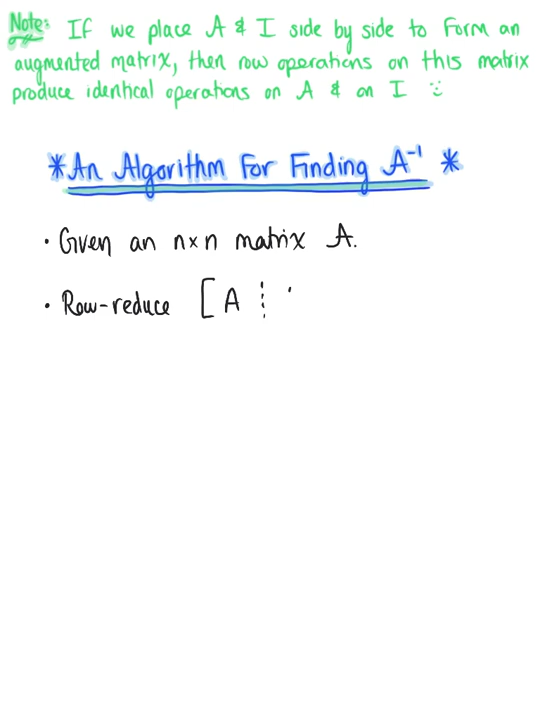 Note: If we place A & I side by side to form an
augmented matrix, then row operations on this matrix
produce identical operations on A & on I ü
*An Algorithm For Finding A⁻¹ *
• Given an n×n matrix A.
• Row-reduce [A ⋮ '